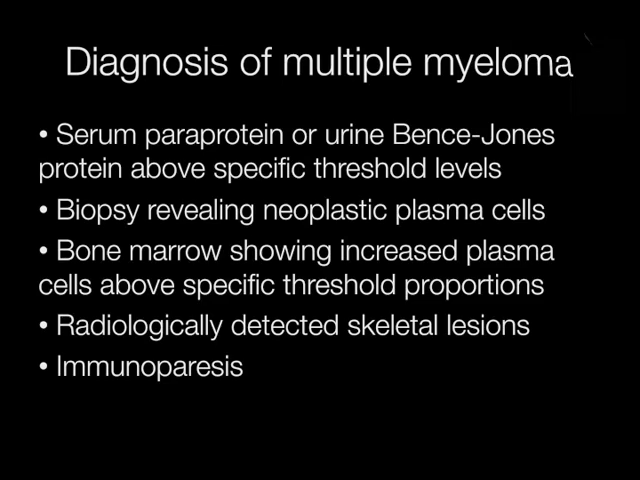 Diagnosis of multiple myeloma
• Serum paraprotein or urine Bence-Jones
protein above specific threshold levels
• Biopsy revealing neoplastic plasma cells
• Bone marrow showing increased plasma
cells above specific threshold proportions
• Radiologically detected skeletal lesions
• Immunoparesis